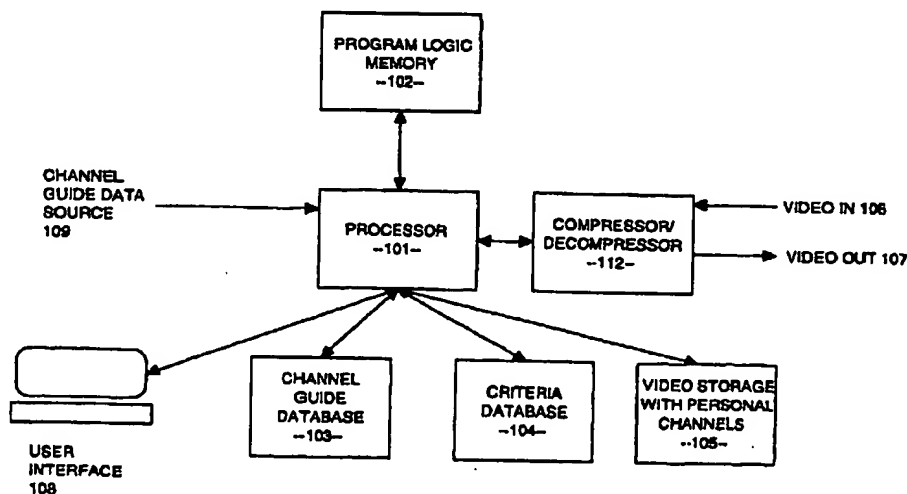 PROGRAM LOGIC
MEMORY
--102--
CHANNEL
GUIDE DATA
SOURCE
109
PROCESSOR
--101--
COMPRESSOR/
DECOMPRESSOR
--112--
VIDEO IN 106
VIDEO OUT 107
USER
INTERFACE
108
CHANNEL
GUIDE
DATABASE
--103--
CRITERIA
DATABASE
--104--
VIDEO STORAGE
WITH PERSONAL
CHANNELS
--105--